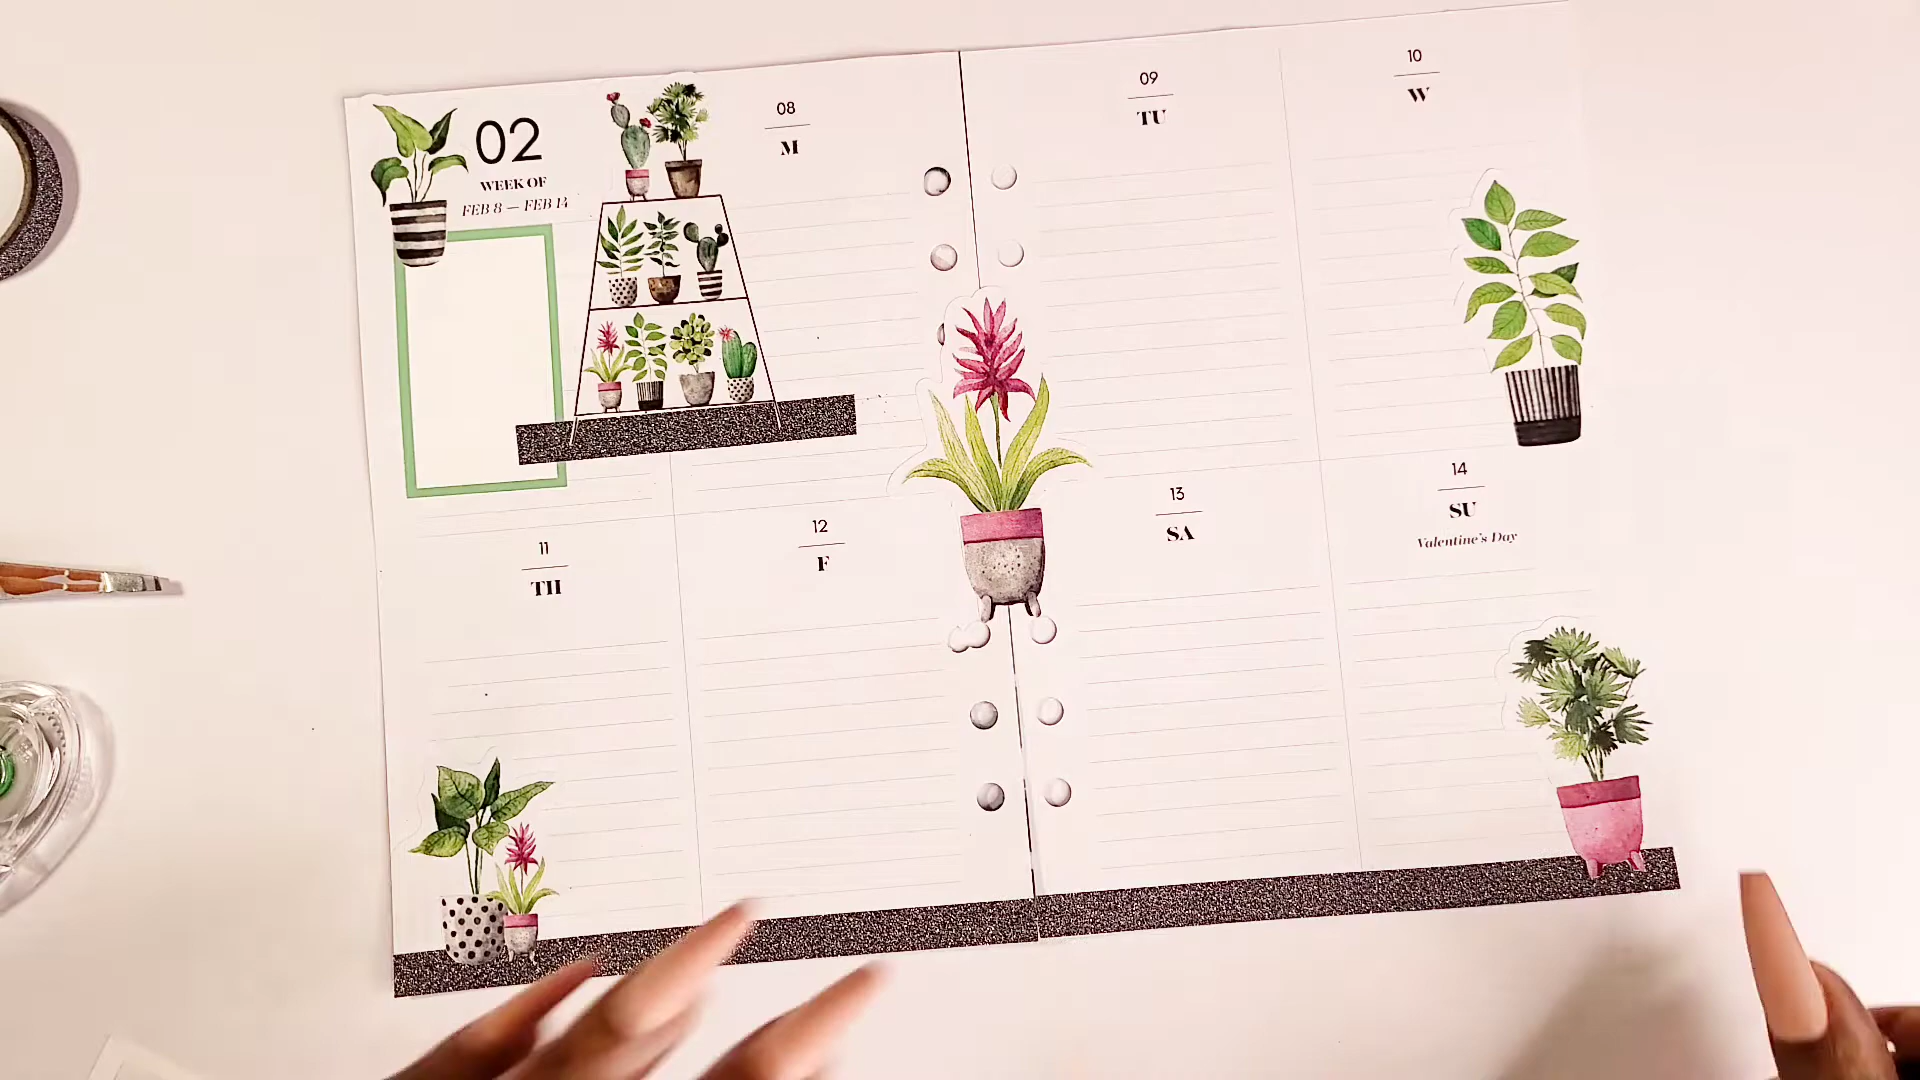 02
WEEK OF
FEB 8 — FEB 14
08
M
09
TU
10
W
11
TH
12
F
13
SA
14
SU
Valentine's Day